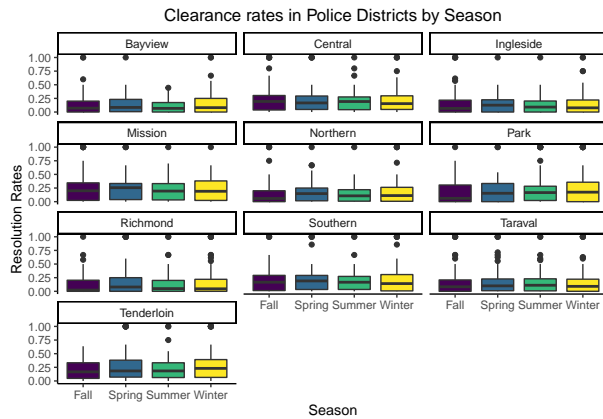 Clearance rates in Police Districts by Season
Bayview Central Ingleside
1.00
0.75
0.50
0.25
0.00
Mission Northern Park
1.00
0.75
0.50
0.25
0.00
Richmond Southern Taraval
1.00
0.75
0.50
0.25
0.00
Fall Spring Summer Winter Fall Spring Summer Winter
Tenderloin
1.00
0.75
0.50
0.25
0.00
Fall Spring Summer Winter
Resolution Rates
Season